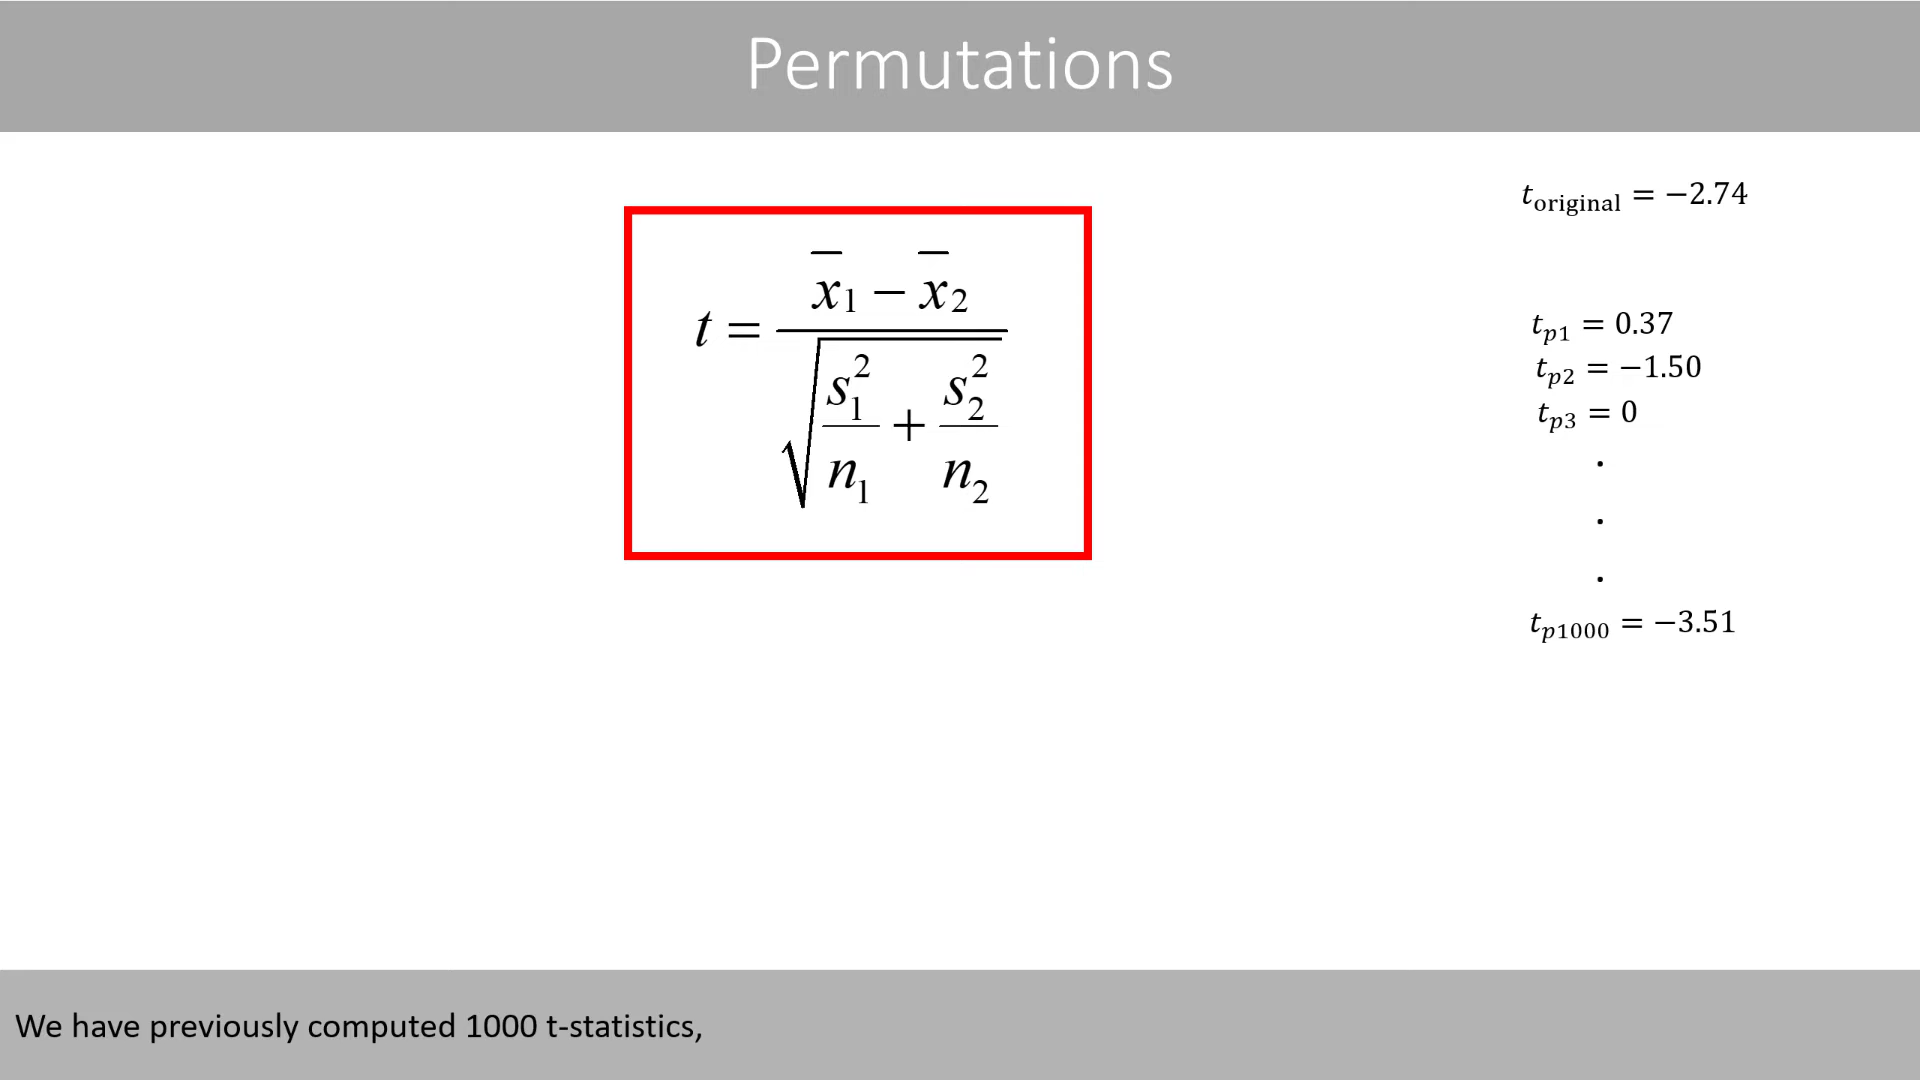 Permutations
t = (x̄1 − x̄2) / √(s₁²/n₁ + s₂²/n₂)
t_original = −2.74
t_p1 = 0.37
t_p2 = −1.50
t_p3 = 0
.
.
.
t_p1000 = −3.51
We have previously computed 1000 t-statistics,